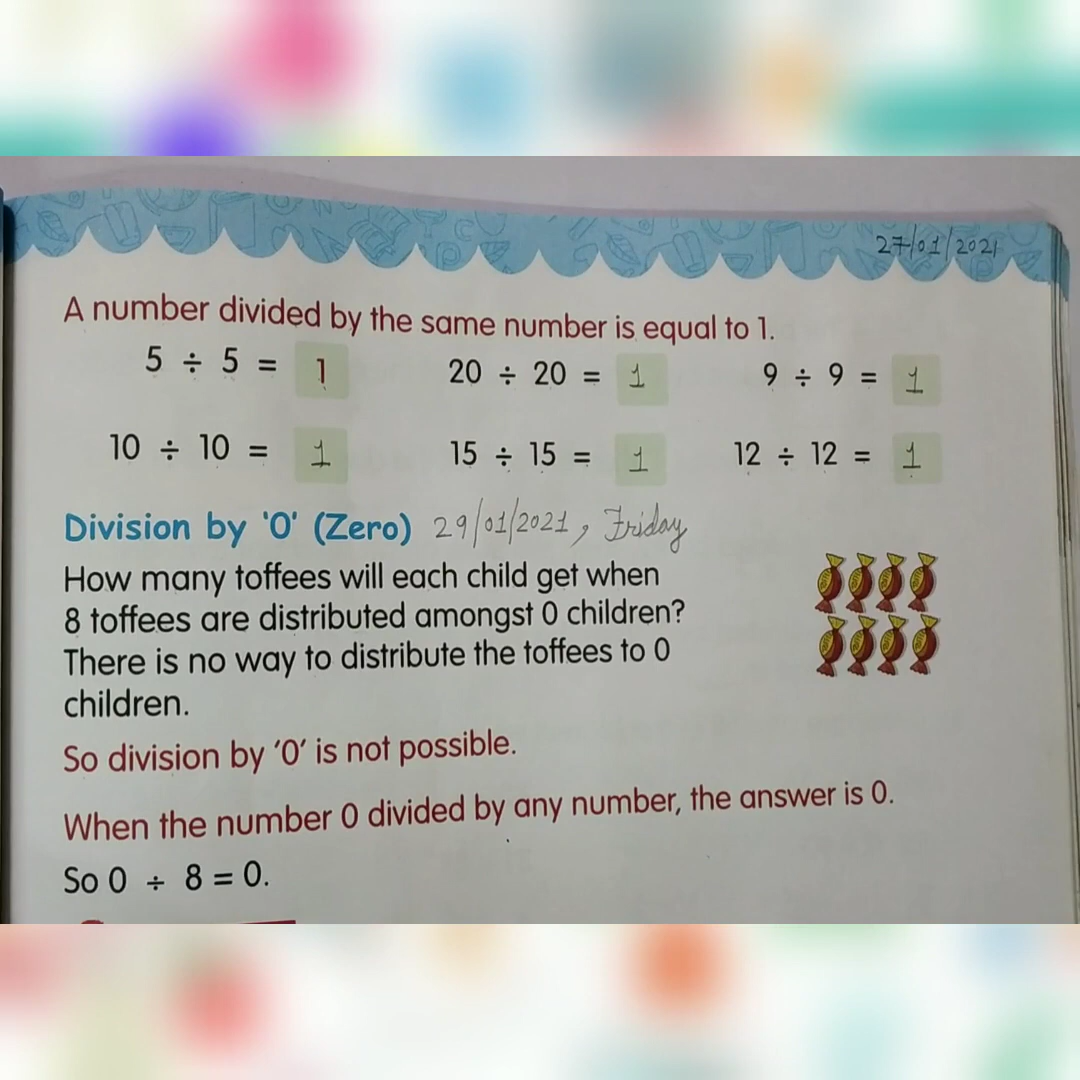 27/01/2021
A number divided by the same number is equal to 1.
5 ÷ 5 = 1 20 ÷ 20 = 1 9 ÷ 9 = 1
10 ÷ 10 = 1 15 ÷ 15 = 1 12 ÷ 12 = 1
Division by '0' (Zero) 29/01/2021, Friday
How many toffees will each child get when
8 toffees are distributed amongst 0 children?
There is no way to distribute the toffees to 0
children.
So division by '0' is not possible.
When the number 0 divided by any number, the answer is 0.
So 0 ÷ 8 = 0.